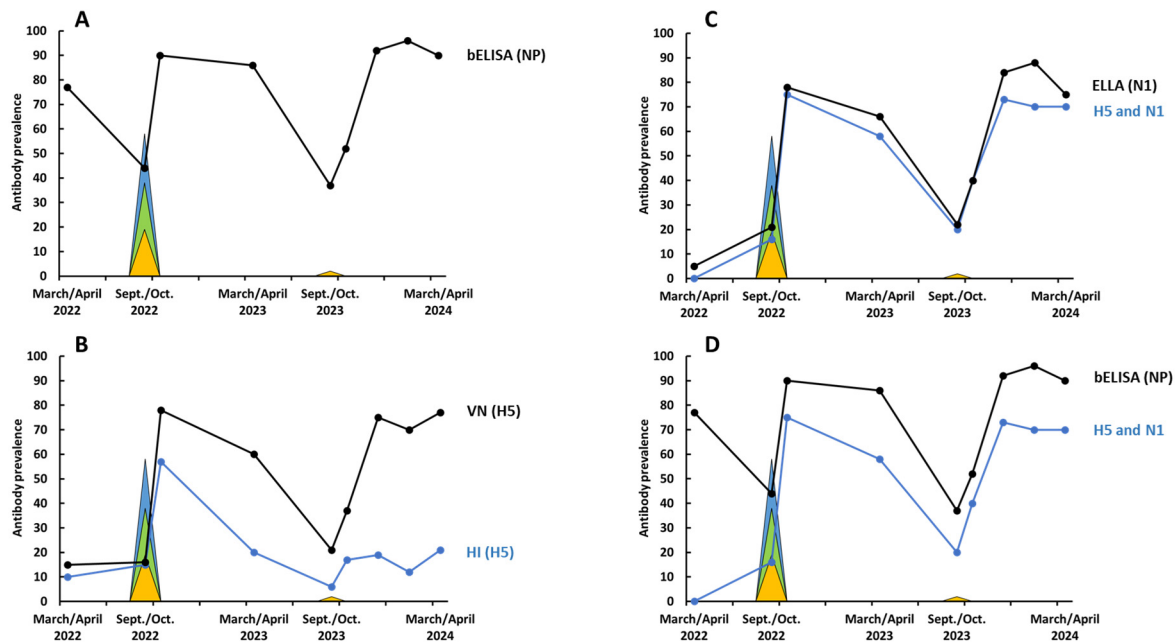 A
bELISA (NP)
Antibody prevalence
100
90
80
70
60
50
40
30
20
10
0
March/April Sept./Oct. March/April Sept./Oct. March/April
2022 2022 2023 2023 2024
C
ELLA (N1)
H5 and N1
Antibody prevalence
100
90
80
70
60
50
40
30
20
10
0
March/April Sept./Oct. March/April Sept./Oct. March/April
2022 2022 2023 2023 2024
B
VN (H5)
HI (H5)
Antibody prevalence
100
90
80
70
60
50
40
30
20
10
0
March/April Sept./Oct. March/April Sept./Oct. March/April
2022 2022 2023 2023 2024
D
bELISA (NP)
H5 and N1
Antibody prevalence
100
90
80
70
60
50
40
30
20
10
0
March/April Sept./Oct. March/April Sept./Oct. March/April
2022 2022 2023 2023 2024